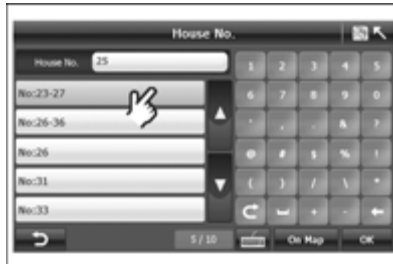 House No.
House No. 25
1 2 3 4 5
No:23-27
6 7 8 9 0
No:26-36
' , . & ?
No:26
@ # $ % !
No:31
( ) / \ *
No:33
+ -
5/10 On Map OK